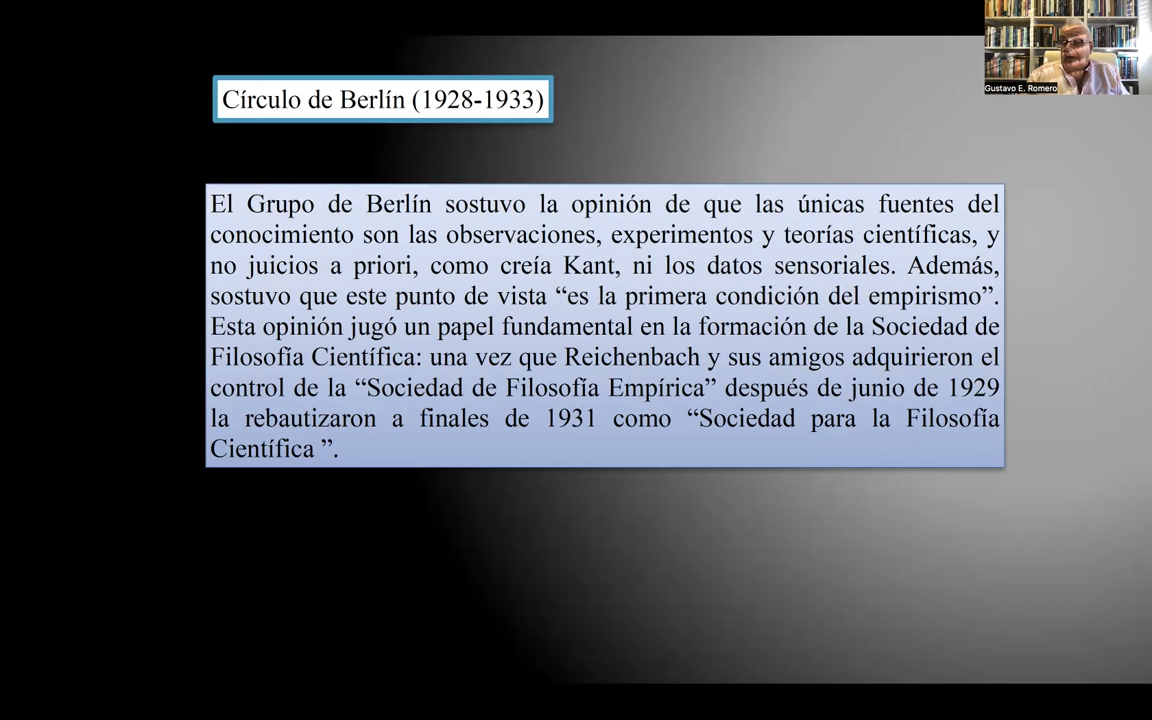 Gustavo E. Romero
Círculo de Berlín (1928-1933)
El Grupo de Berlín sostuvo la opinión de que las únicas fuentes del
conocimiento son las observaciones, experimentos y teorías científicas, y
no juicios a priori, como creía Kant, ni los datos sensoriales. Además,
sostuvo que este punto de vista “es la primera condición del empirismo”.
Esta opinión jugó un papel fundamental en la formación de la Sociedad de
Filosofía Científica: una vez que Reichenbach y sus amigos adquirieron el
control de la “Sociedad de Filosofía Empírica” después de junio de 1929
la rebautizaron a finales de 1931 como “Sociedad para la Filosofía
Científica ”.